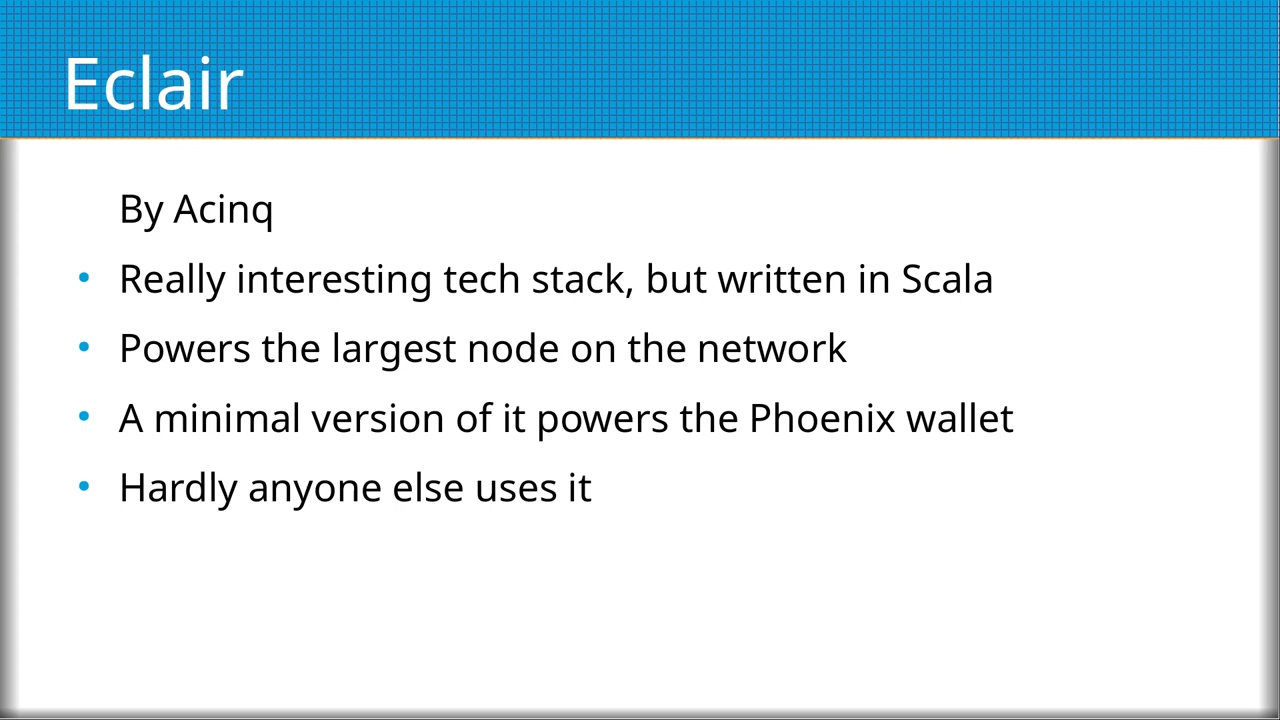 Eclair
By Acinq
• Really interesting tech stack, but written in Scala
• Powers the largest node on the network
• A minimal version of it powers the Phoenix wallet
• Hardly anyone else uses it